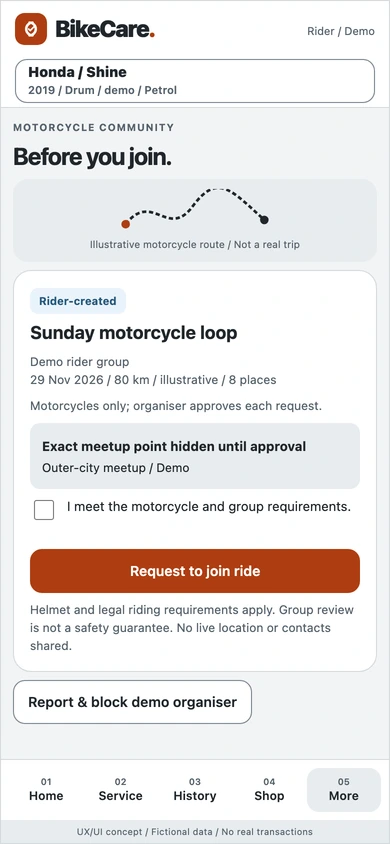 BikeCare.
Rider / Demo
Honda / Shine
2019 / Drum / demo / Petrol
MOTORCYCLE COMMUNITY
Before you join.
Illustrative motorcycle route / Not a real trip
Rider-created
Sunday motorcycle loop
Demo rider group
29 Nov 2026 / 80 km / illustrative / 8 places
Motorcycles only; organiser approves each request.
Exact meetup point hidden until approval
Outer-city meetup / Demo
I meet the motorcycle and group requirements.
Request to join ride
Helmet and legal riding requirements apply. Group review
is not a safety guarantee. No live location or contacts
shared.
Report & block demo organiser
01 02 03 04 05
Home Service History Shop More
UX/UI concept / Fictional data / No real transactions